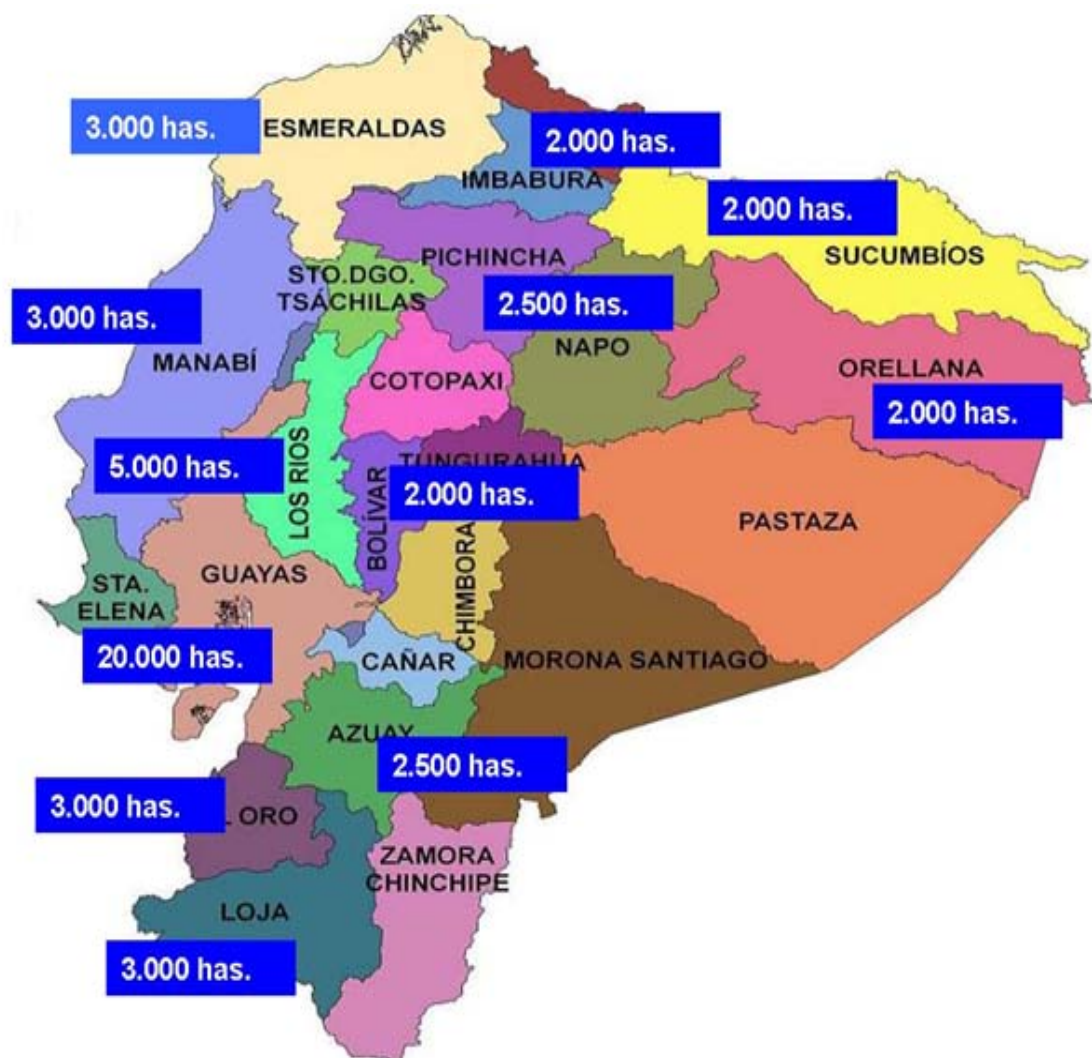 3.000 has.
ESMERALDAS
2.000 has.
IMBABURA
2.000 has.
SUCUMBÍOS
PICHINCHA
STO.DGO.
TSÁCHILAS
2.500 has.
3.000 has.
MANABÍ
NAPO
COTOPAXI
ORELLANA
2.000 has.
5.000 has.
LOS RIOS
BOLÍVAR
TUNGURAHUA
2.000 has.
PASTAZA
CHIMBORA
STA.
ELENA
GUAYAS
20.000 has.
CAÑAR
MORONA SANTIAGO
AZUAY
2.500 has.
3.000 has.
L ORO
ZAMORA
CHINCHIPE
LOJA
3.000 has.